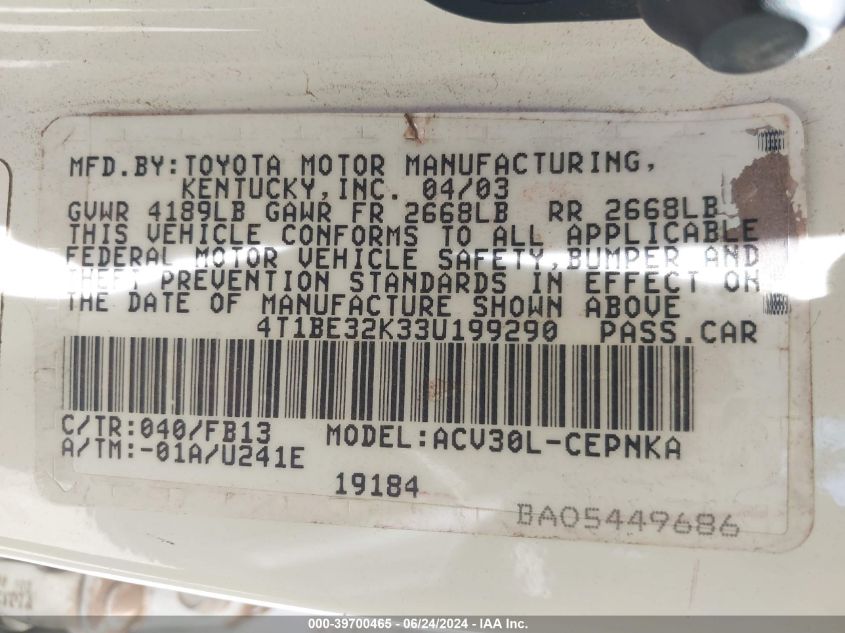 MFD.BY:TOYOTA MOTOR MANUFACTURING,
KENTUCKY,INC. 04/03
GVWR 4189LB GAWR FR 2668LB RR 2668LB
THIS VEHICLE CONFORMS TO ALL APPLICABLE
FEDERAL MOTOR VEHICLE SAFETY,BUMPER AND
THEFT PREVENTION STANDARDS IN EFFECT ON
THE DATE OF MANUFACTURE SHOWN ABOVE
4T1BE32K33U199290 PASS.CAR
C/TR:040/FB13 MODEL:ACV30L-CEPNKA
A/TM:-01A/U241E
19184
BA05449686
000-39700465 - 06/24/2024 - IAA Inc.